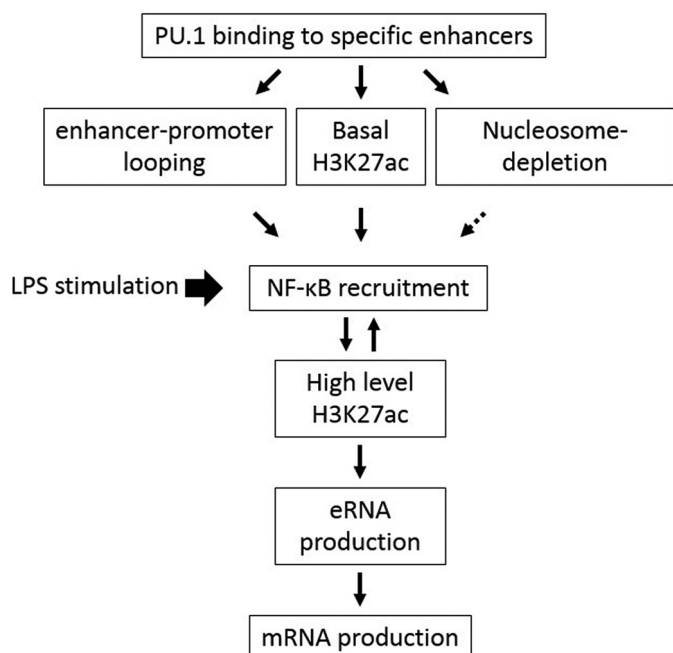 PU.1 binding to specific enhancers
enhancer-promoter
looping
Basal
H3K27ac
Nucleosome-
depletion
LPS stimulation
NF-κB recruitment
High level
H3K27ac
eRNA
production
mRNA production